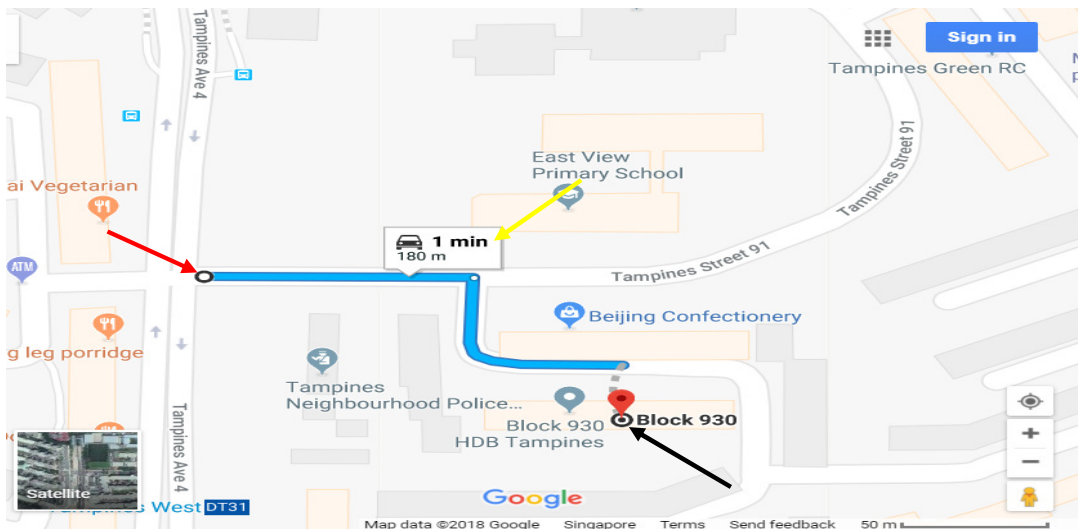 Tampines Ave 4
Tampines Ave 4
Sign in
Tampines Green RC
East View
Primary School
Tampines Street 91
ai Vegetarian
1 min
180 m
ATM
Tampines Street 91
Beijing Confectionery
g leg porridge
Tampines
Neighbourhood Police...
Block 930
HDB Tampines
Block 930
Tampines Ave 4
Satellite
West DT31
Google
Map data ©2018 Google Singapore Terms Send feedback 50 m